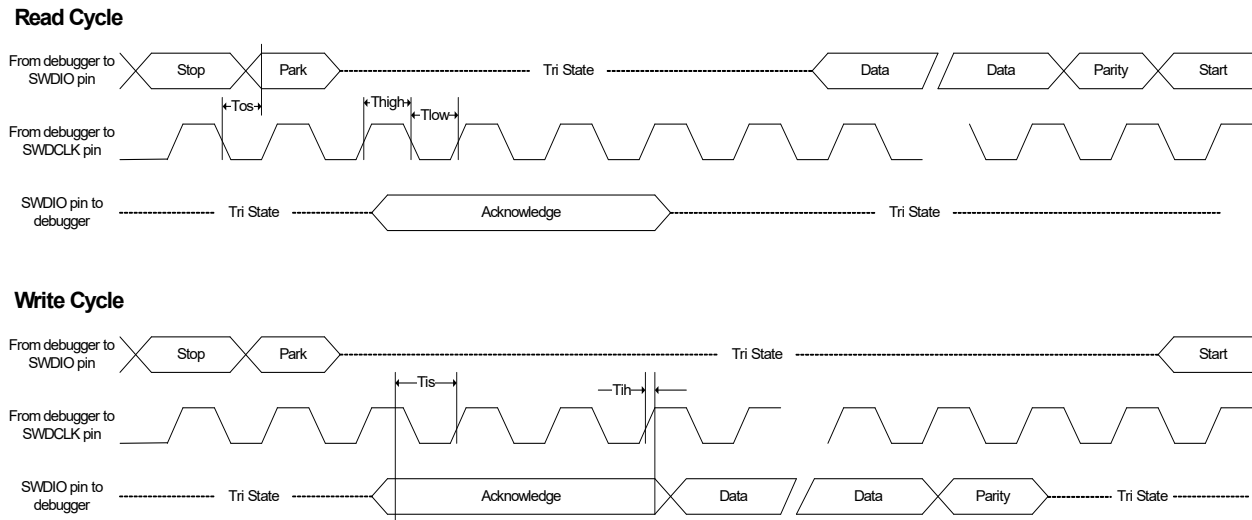 Read Cycle
From debugger to
SWDIO pin
Stop
Park
Tri State
Data
Data
Parity
Start
Tos
Thigh
Tlow
From debugger to
SWDCLK pin
SWDIO pin to
debugger
Tri State
Acknowledge
Tri State
Write Cycle
From debugger to
SWDIO pin
Stop
Park
Tri State
Start
Tis
Tih
From debugger to
SWDCLK pin
SWDIO pin to
debugger
Tri State
Acknowledge
Data
Data
Parity
Tri State